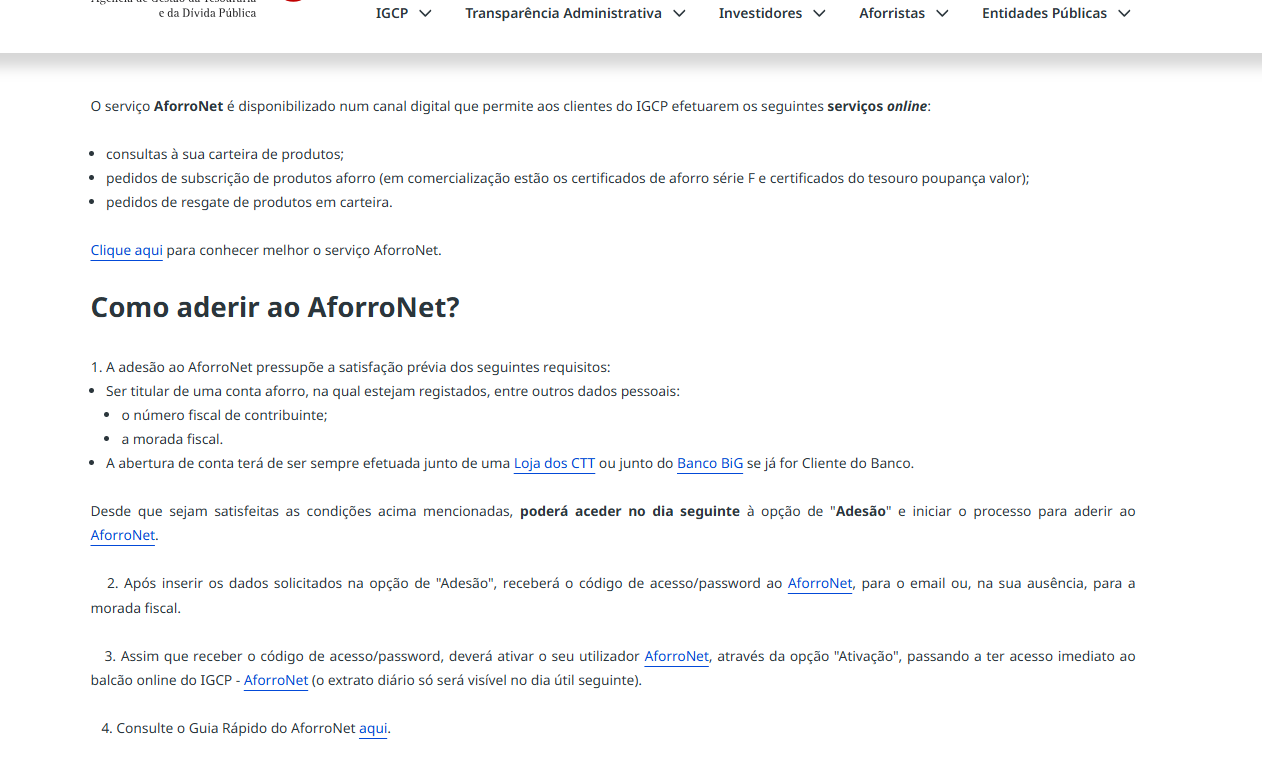 e da Dívida Pública
IGCP
Transparência Administrativa
Investidores
Aforristas
Entidades Públicas
O serviço AforroNet é disponibilizado num canal digital que permite aos clientes do IGCP efetuarem os seguintes serviços online:
consultas à sua carteira de produtos;
pedidos de subscrição de produtos aforro (em comercialização estão os certificados de aforro série F e certificados do tesouro poupança valor);
pedidos de resgate de produtos em carteira.
Clique aqui para conhecer melhor o serviço AforroNet.
Como aderir ao AforroNet?
1. A adesão ao AforroNet pressupõe a satisfação prévia dos seguintes requisitos:
Ser titular de uma conta aforro, na qual estejam registados, entre outros dados pessoais:
o número fiscal de contribuinte;
a morada fiscal.
A abertura de conta terá de ser sempre efetuada junto de uma Loja dos CTT ou junto do Banco BiG se já for Cliente do Banco.
Desde que sejam satisfeitas as condições acima mencionadas, poderá aceder no dia seguinte à opção de "Adesão" e iniciar o processo para aderir ao
AforroNet.
2. Após inserir os dados solicitados na opção de "Adesão", receberá o código de acesso/password ao AforroNet, para o email ou, na sua ausência, para a
morada fiscal.
3. Assim que receber o código de acesso/password, deverá ativar o seu utilizador AforroNet, através da opção "Ativação", passando a ter acesso imediato ao
balcão online do IGCP - AforroNet (o extrato diário só será visível no dia útil seguinte).
4. Consulte o Guia Rápido do AforroNet aqui.